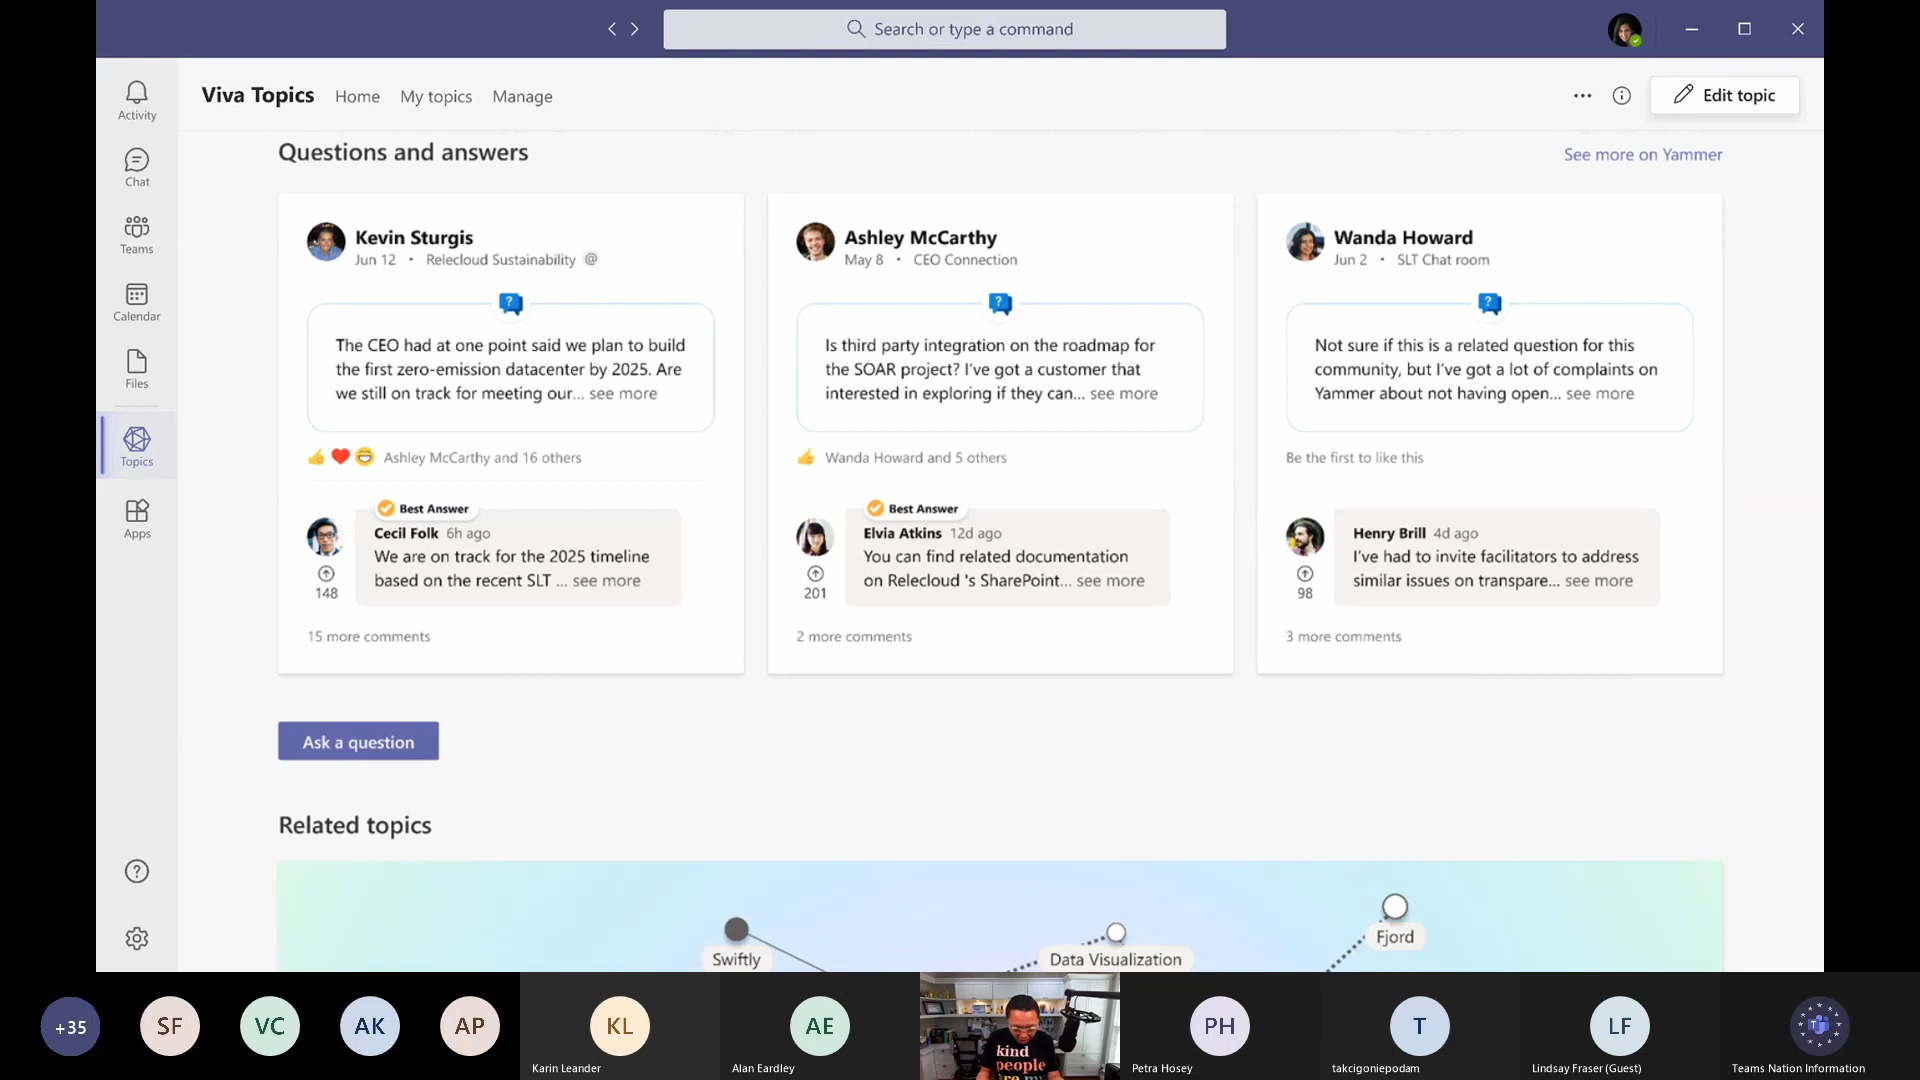 Search or type a command
Activity
Chat
Teams
Calendar
Files
Topics
Apps
Viva Topics Home My topics Manage
Edit topic
Questions and answers
See more on Yammer
Kevin Sturgis
Jun 12 • Relecloud Sustainability @
?
The CEO had at one point said we plan to build
the first zero-emission datacenter by 2025. Are
we still on track for meeting our... see more
Ashley McCarthy and 16 others
Best Answer
Cecil Folk 6h ago
We are on track for the 2025 timeline
based on the recent SLT ... see more
148
15 more comments
Ashley McCarthy
May 8 • CEO Connection
?
Is third party integration on the roadmap for
the SOAR project? I've got a customer that
interested in exploring if they can... see more
Wanda Howard and 5 others
Best Answer
Elvia Atkins 12d ago
You can find related documentation
on Relecloud 's SharePoint... see more
201
2 more comments
Wanda Howard
Jun 2 • SLT Chat room
?
Not sure if this is a related question for this
community, but I've got a lot of complaints on
Yammer about not having open... see more
Be the first to like this
Henry Brill 4d ago
I've had to invite facilitators to address
similar issues on transpare... see more
98
3 more comments
Ask a question
Related topics
Swiftly
Data Visualization
Fjord
+35
SF
VC
AK
AP
KL
Karin Leander
AE
Alan Eardley
kind
people
PH
Petra Hosey
T
takcigoniepodam
LF
Lindsay Fraser (Guest)
Teams Nation Information